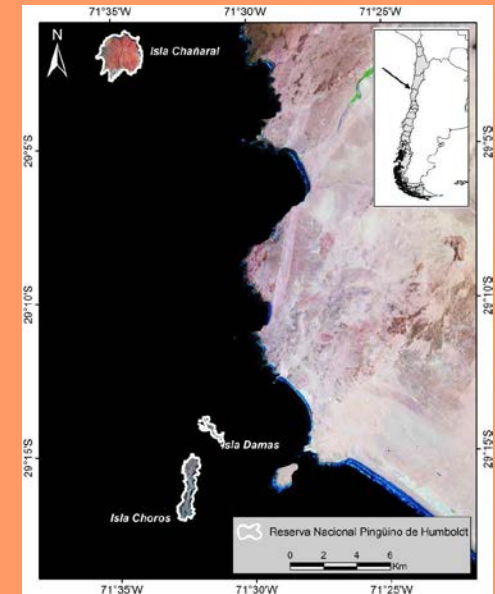 71°35'W 71°30'W 71°25'W
N
Isla Chañaral
29°5'S 29°5'S
29°10'S 29°10'S
Isla Damas
29°15'S 29°15'S
Isla Choros
Reserva Nacional Pingüino de Humboldt
0 2 4 6
Km
71°35'W 71°30'W 71°25'W